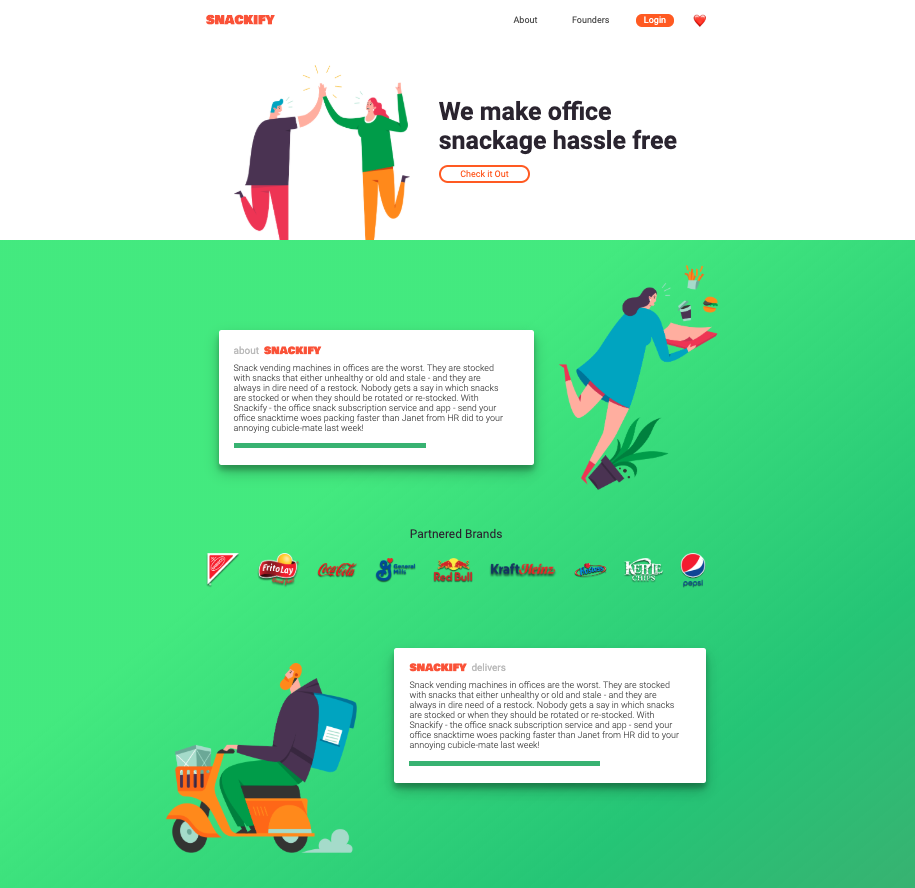 SNACKIFY
About
Founders
Login
We make office
snackage hassle free
Check it Out
about SNACKIFY
Snack vending machines in offices are the worst. They are stocked
with snacks that either unhealthy or old and stale - and they are
always in dire need of a restock. Nobody gets a say in which snacks
are stocked or when they should be rotated or re-stocked. With
Snackify - the office snack subscription service and app - send your
office snacktime woes packing faster than Janet from HR did to your
annoying cubicle-mate last week!
Partnered Brands
FritoLay
Coca-Cola
General
Mills
Red Bull
KraftHeinz
KETTLE
CHIPS
pepsi
SNACKIFY delivers
Snack vending machines in offices are the worst. They are stocked
with snacks that either unhealthy or old and stale - and they are
always in dire need of a restock. Nobody gets a say in which snacks
are stocked or when they should be rotated or re-stocked. With
Snackify - the office snack subscription service and app - send your
office snacktime woes packing faster than Janet from HR did to your
annoying cubicle-mate last week!